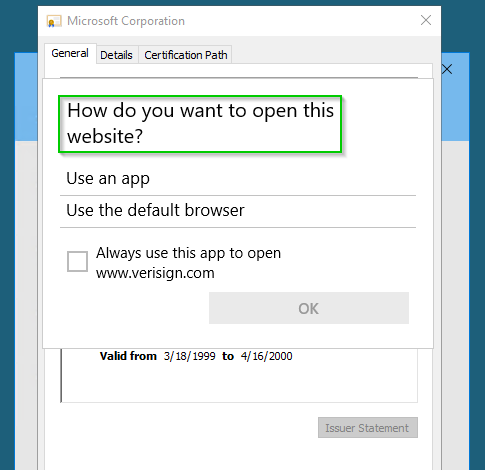 Microsoft Corporation
General Details Certification Path
How do you want to open this
website?
Use an app
Use the default browser
Always use this app to open
www.verisign.com
OK
Valid from 3/18/1999 to 4/16/2000
Issuer Statement